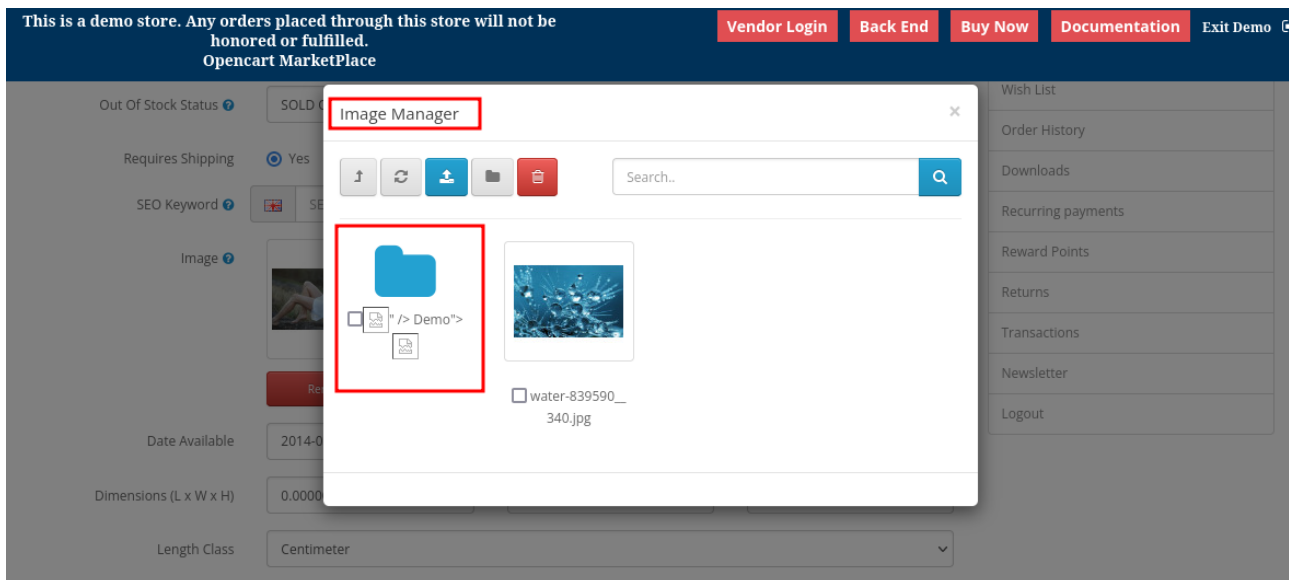 This is a demo store. Any orders placed through this store will not be
honored or fulfilled.
Opencart MarketPlace
Vendor Login
Back End
Buy Now
Documentation
Exit Demo
Out Of Stock Status
SOLD
Requires Shipping
Yes
SEO Keyword
SE
Image
Re
Date Available
2014-0
Dimensions (L x W x H)
0.0000
Length Class
Centimeter
Image Manager
×
Search..
" /> Demo">
water-839590__
340.jpg
Wish List
Order History
Downloads
Recurring payments
Reward Points
Returns
Transactions
Newsletter
Logout